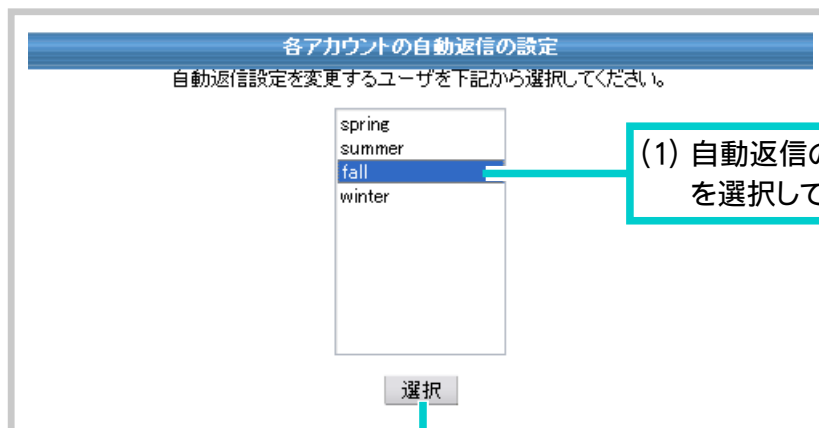 各アカウントの自動返信の設定
自動返信設定を変更するユーザを下記から選択してください。
spring
summer
fall
winter
(1) 自動返信の
を選択して
選択